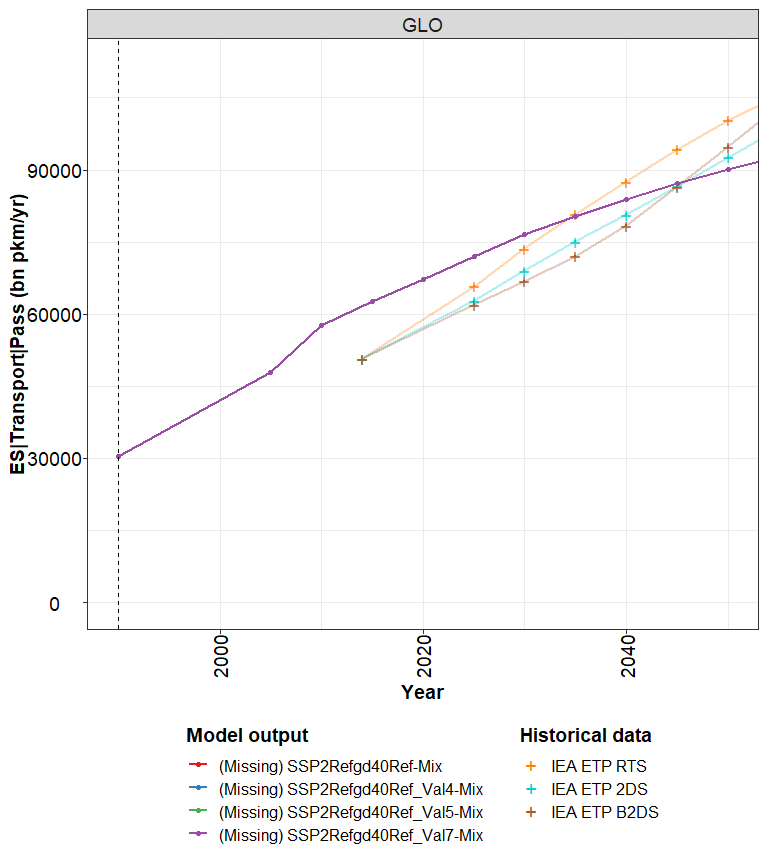 GLO
ES|Transport|Pass (bn pkm/yr)
90000
60000
30000
0
2000
2020
2040
Year
Model output
(Missing) SSP2Refgd40Ref-Mix
(Missing) SSP2Refgd40Ref_Val4-Mix
(Missing) SSP2Refgd40Ref_Val5-Mix
(Missing) SSP2Refgd40Ref_Val7-Mix
Historical data
IEA ETP RTS
IEA ETP 2DS
IEA ETP B2DS